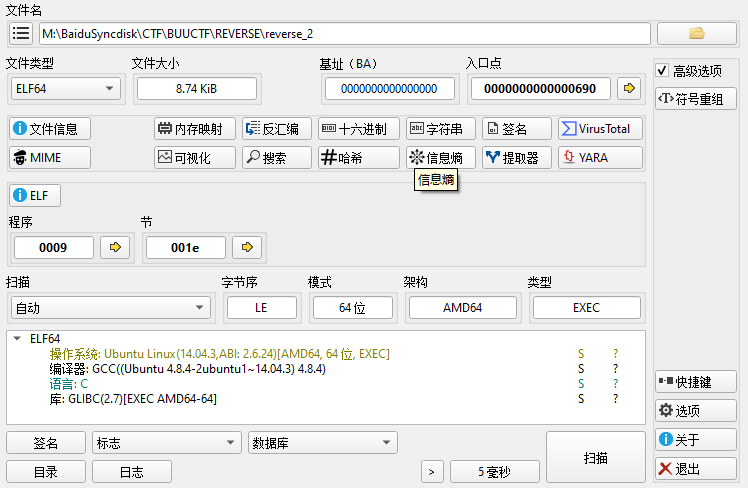 文件名
M:\BaiduSyncdisk\CTF\BUUCTF\REVERSE\reverse_2
文件类型 文件大小 基址（BA） 入口点
ELF64 8.74 KiB 0000000000000000 0000000000000690
高级选项
<T>符号重组
文件信息 内存映射 反汇编 十六进制 字符串 签名 VirusTotal
MIME 可视化 搜索 哈希 信息熵 提取器 YARA
信息熵
ELF
程序 节
0009 001e
扫描 字节序 模式 架构 类型
自动 LE 64位 AMD64 EXEC
ELF64
操作系统: Ubuntu Linux(14.04.3,ABI: 2.6.24)[AMD64, 64位, EXEC] S ?
编译器: GCC((Ubuntu 4.8.4-2ubuntu1~14.04.3) 4.8.4) S ?
语言: C S ?
库: GLIBC(2.7)[EXEC AMD64-64] S ?
快捷键
选项
关于
退出
签名 标志 数据库 扫描
目录 日志 > 5毫秒